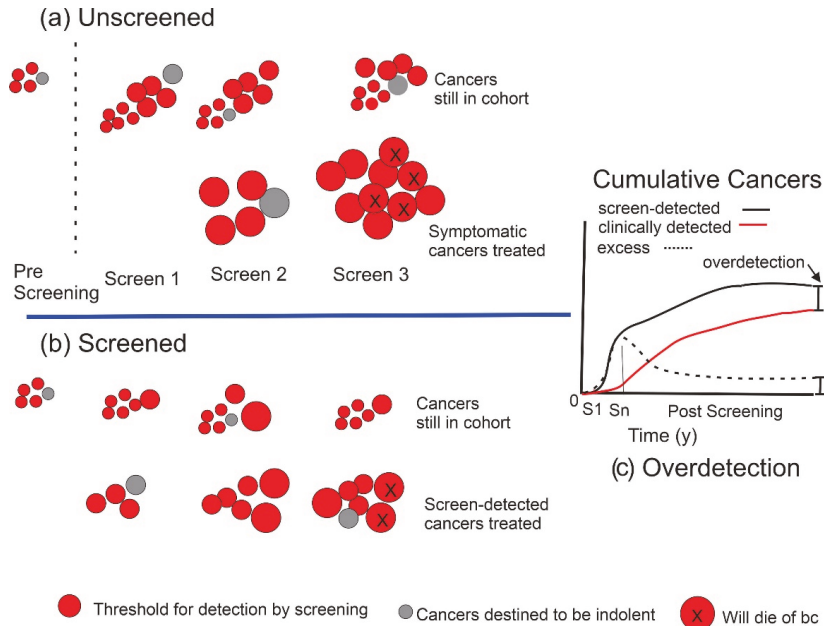 (a) Unscreened
Cancers
still in cohort
X
X
X
X
Symptomatic
cancers treated
Pre
Screening
Screen 1
Screen 2
Screen 3
(b) Screened
Cancers
still in cohort
X
X
Screen-detected
cancers treated
Cumulative Cancers
screen-detected
clinically detected
excess
overdetection
0
S1 Sn Post Screening
Time (y)
(c) Overdetection
Threshold for detection by screening
Cancers destined to be indolent
X
Will die of bc